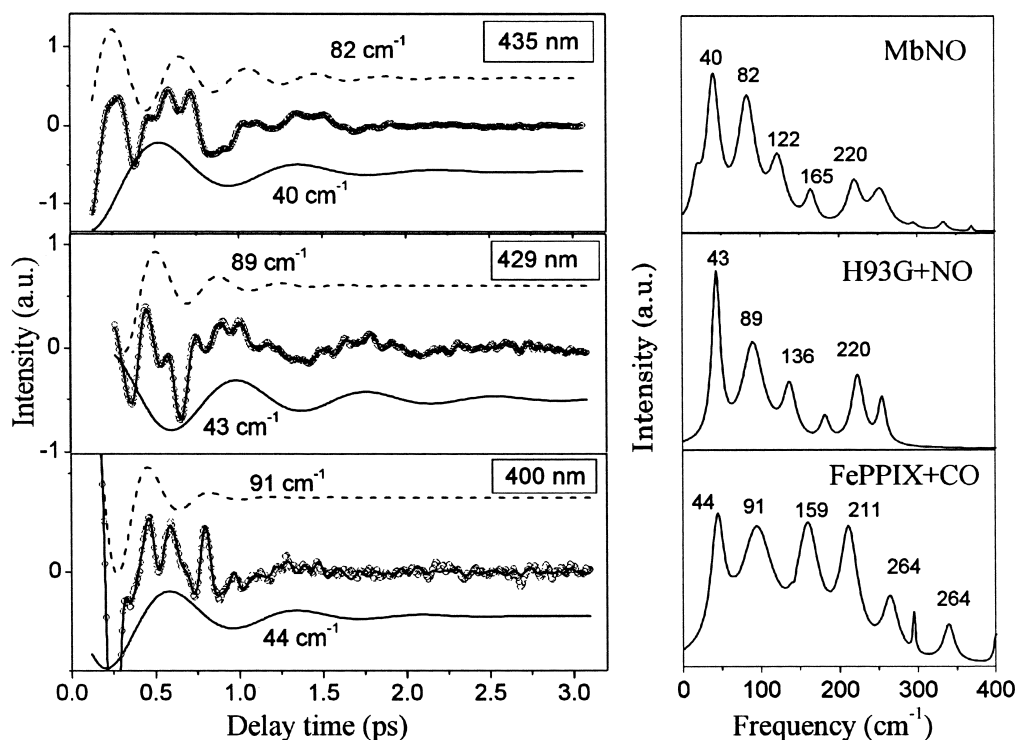 1
0
-1
82 cm-1
435 nm
40 cm-1
1
0
-1
89 cm-1
429 nm
43 cm-1
0
91 cm-1
400 nm
44 cm-1
Intensity (a.u.)
0.0 0.5 1.0 1.5 2.0 2.5 3.0
Delay time (ps)
MbNO
40
82
122
165
220
H93G+NO
43
89
136
220
FePPIX+CO
44
91
159
211
264
264
Intensity (a.u.)
0 100 200 300 400
Frequency (cm-1)